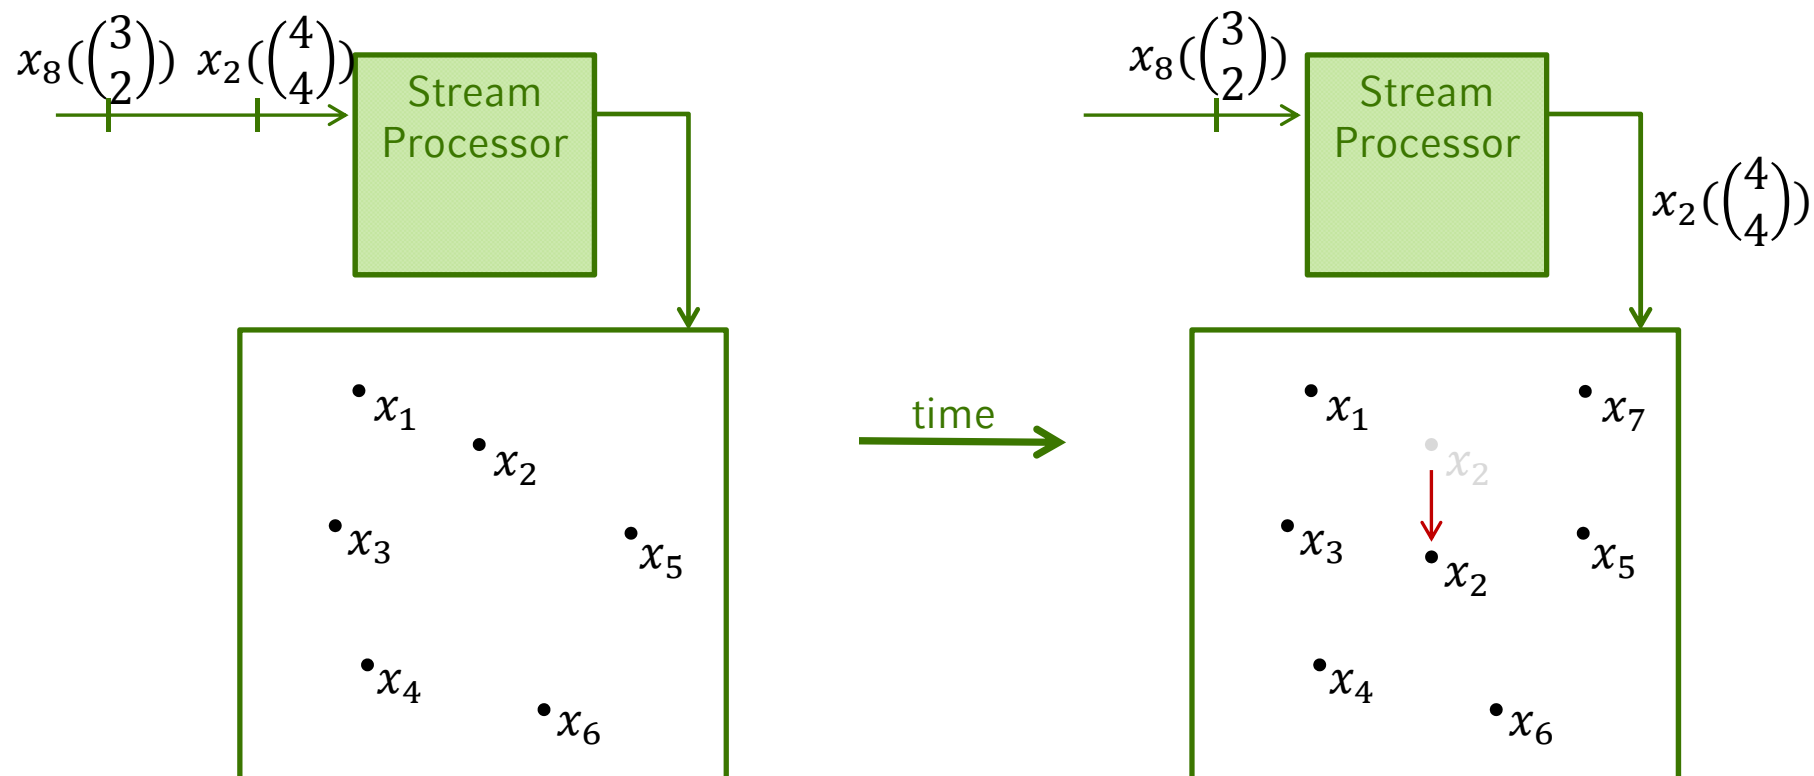 x₈((3 2)) x₂((4 4))
Stream
Processor
x₁
x₂
x₃
x₅
x₄
x₆
time
x₈((3 2))
Stream
Processor
x₂((4 4))
x₁
x₇
x₂
x₃
x₂
x₅
x₄
x₆